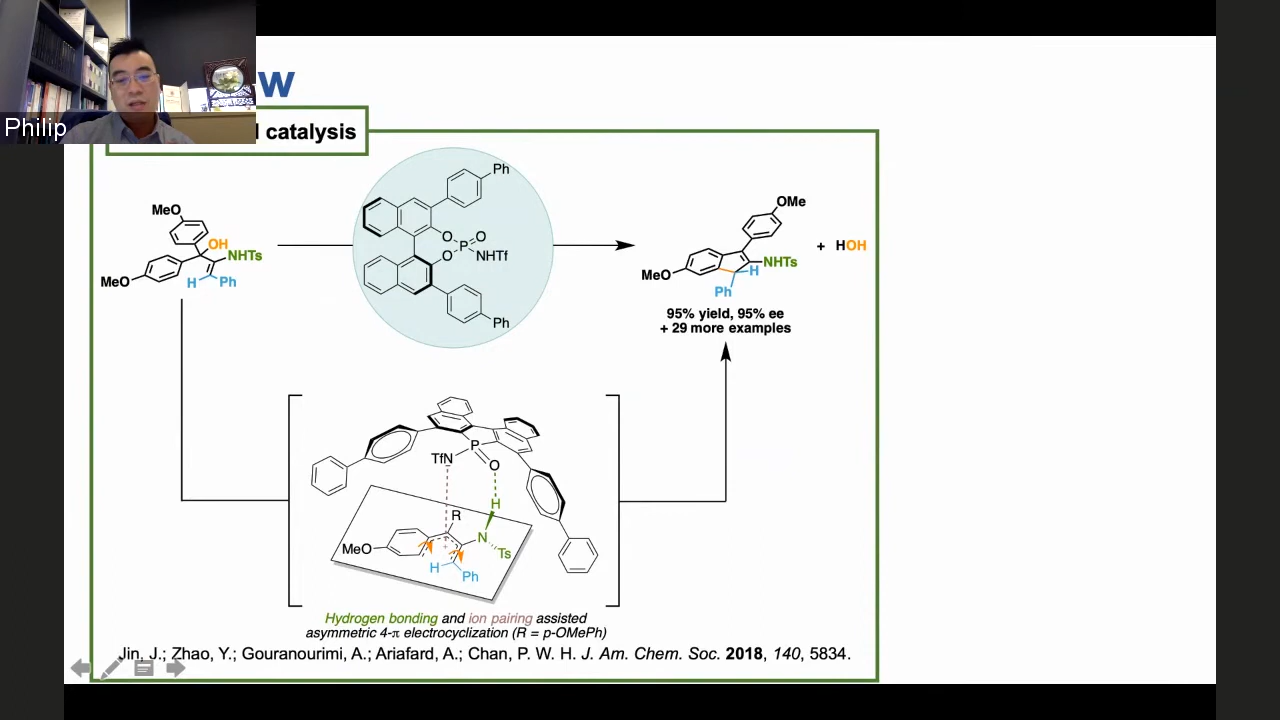 w
Philip
catalysis
MeO
OH
NHTs
MeO
H
Ph
Ph
O
O
P
O
NHTf
Ph
OMe
MeO
NHTs
H
Ph
+ HOH
95% yield, 95% ee
+ 29 more examples
P
TfN
O
H
R
N
MeO
+
Ts
H
Ph
Hydrogen bonding and ion pairing assisted
asymmetric 4-π electrocyclization (R = p-OMePh)
Jin, J.; Zhao, Y.; Gouranourimi, A.; Ariafard, A.; Chan, P. W. H. J. Am. Chem. Soc. 2018, 140, 5834.